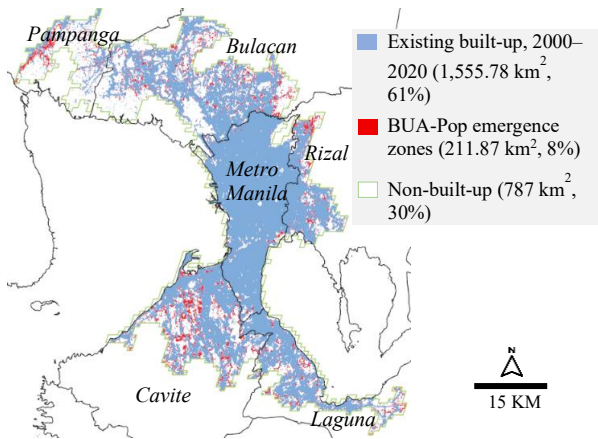 Pampanga
Bulacan
Existing built-up, 2000–
2020 (1,555.78 km²,
61%)
BUA-Pop emergence
zones (211.87 km², 8%)
Non-built-up (787 km²,
30%)
Rizal
Metro
Manila
Cavite
Laguna
N
15 KM